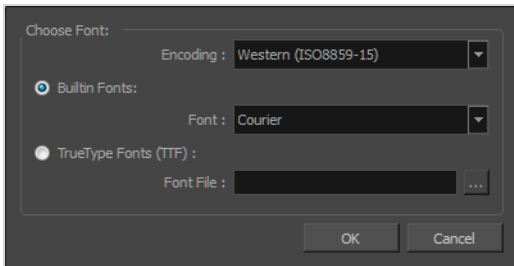 Choose Font:
Encoding : Western (ISO8859-15)
Builtin Fonts:
Font : Courier
TrueType Fonts (TTF) :
Font File :
...
OK Cancel